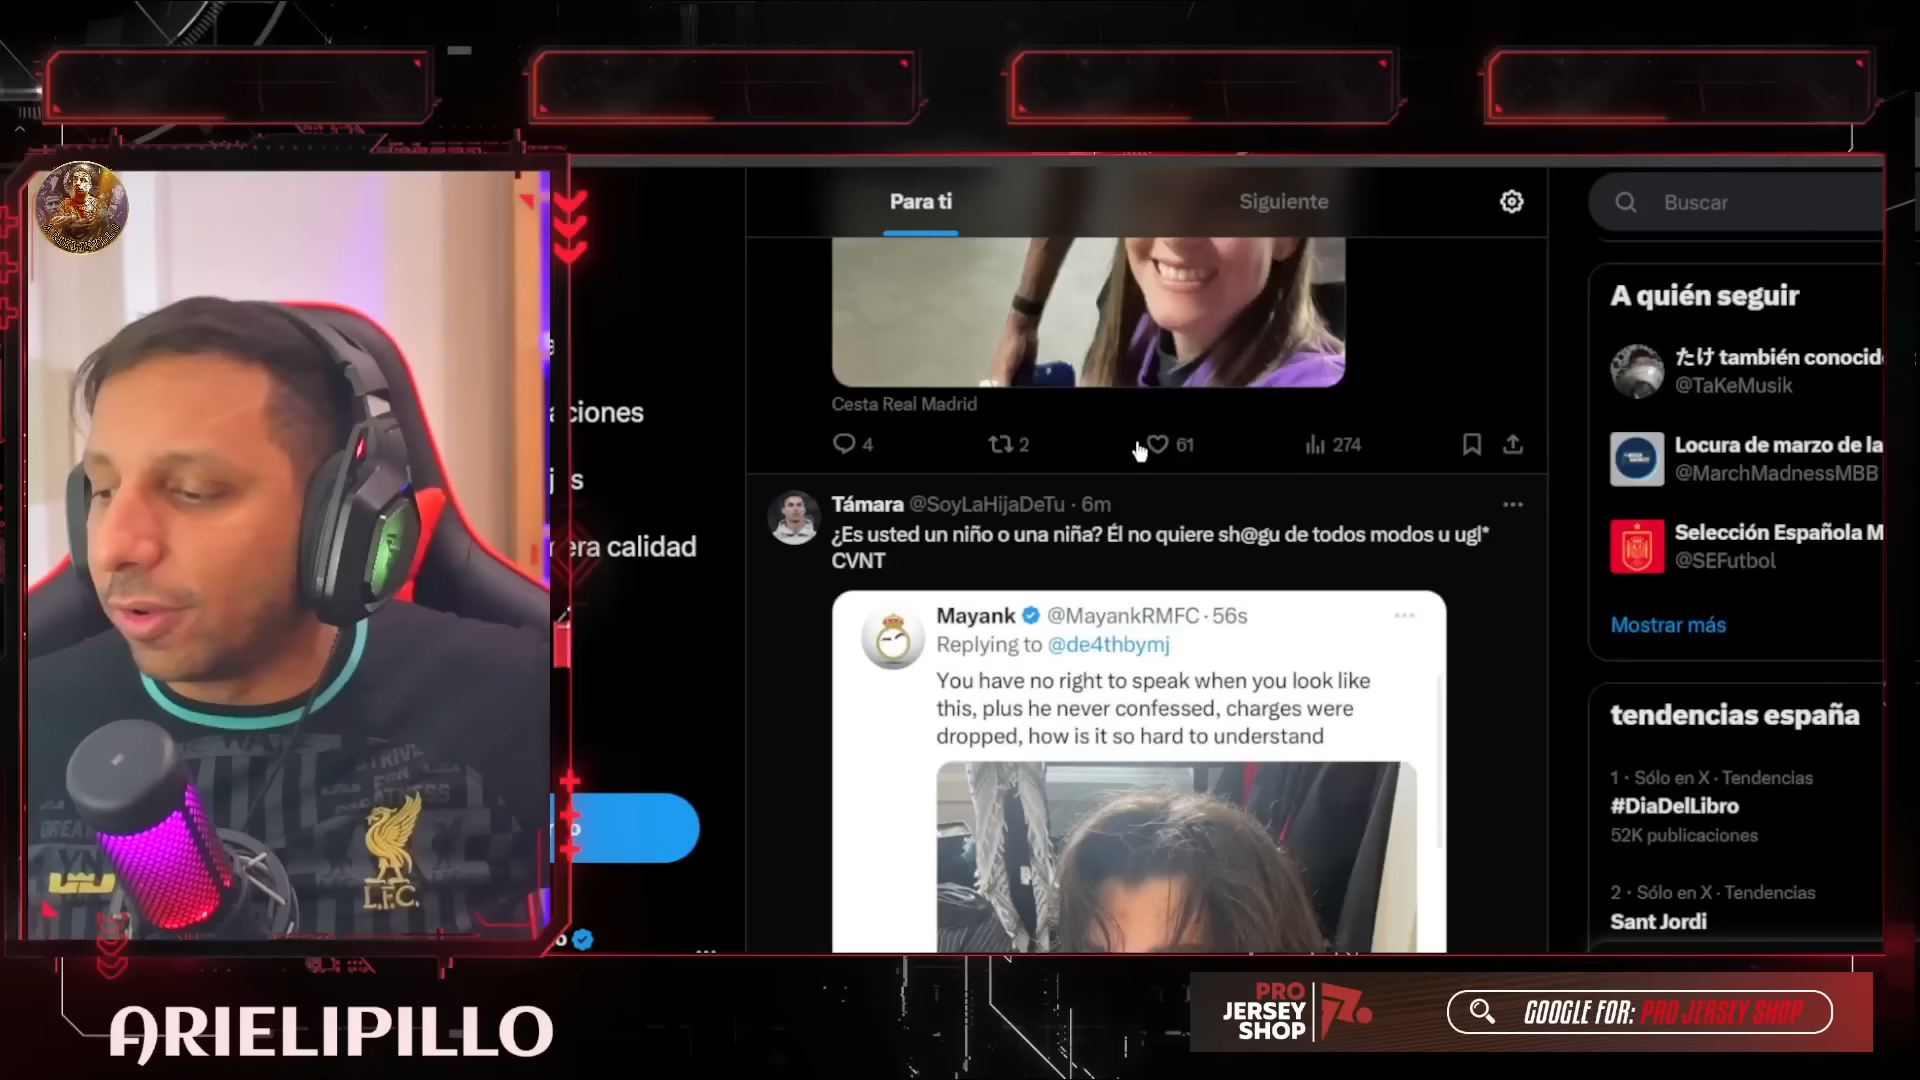 Para ti
Siguiente
Buscar
Cesta Real Madrid
4
2
61
274
Támara @SoyLaHijaDeTu · 6m
¿Es usted un niño o una niña? Él no quiere sh@gu de todos modos u ugl*
CVNT
Mayank @MayankRMFC · 56s
Replying to @de4thbymj
You have no right to speak when you look like
this, plus he never confessed, charges were
dropped, how is it so hard to understand
A quién seguir
たけ también conocid
@TaKeMusik
Locura de marzo de la
@MarchMadnessMBB
Selección Española M
@SEFutbol
Mostrar más
tendencias españa
1 · Sólo en X · Tendencias
#DiaDelLibro
52K publicaciones
2 · Sólo en X · Tendencias
Sant Jordi
ciones
s
era calidad
o
L.F.C.
ARIELIPILLO
PRO
JERSEY
SHOP
GOOGLE FOR: PRO JERSEY SHOP